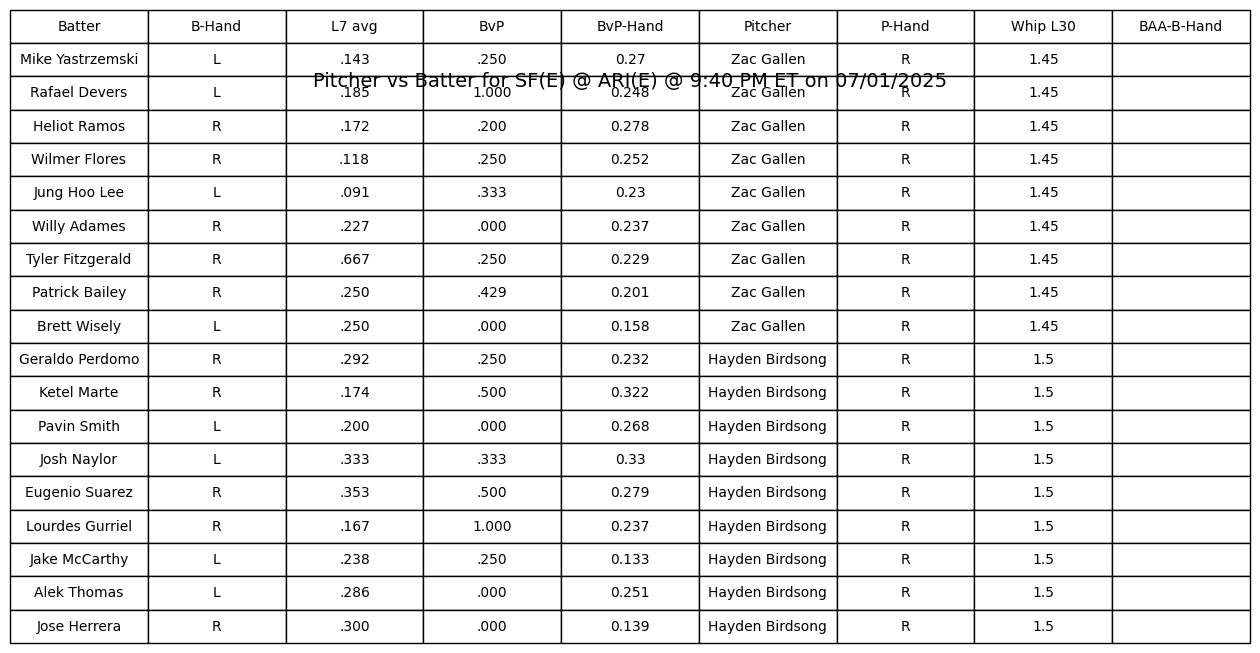 Batter B-Hand L7 avg BvP BvP-Hand Pitcher P-Hand Whip L30 BAA-B-Hand
Mike Yastrzemski L .143 .250 0.27 Zac Gallen R 1.45
Pitcher vs Batter for SF(E) @ ARI(E) @ 9:40 PM ET on 07/01/2025
Rafael Devers L .185 1.000 0.248 Zac Gallen R 1.45
Heliot Ramos R .172 .200 0.278 Zac Gallen R 1.45
Wilmer Flores R .118 .250 0.252 Zac Gallen R 1.45
Jung Hoo Lee L .091 .333 0.23 Zac Gallen R 1.45
Willy Adames R .227 .000 0.237 Zac Gallen R 1.45
Tyler Fitzgerald R .667 .250 0.229 Zac Gallen R 1.45
Patrick Bailey R .250 .429 0.201 Zac Gallen R 1.45
Brett Wisely L .250 .000 0.158 Zac Gallen R 1.45
Geraldo Perdomo R .292 .250 0.232 Hayden Birdsong R 1.5
Ketel Marte R .174 .500 0.322 Hayden Birdsong R 1.5
Pavin Smith L .200 .000 0.268 Hayden Birdsong R 1.5
Josh Naylor L .333 .333 0.33 Hayden Birdsong R 1.5
Eugenio Suarez R .353 .500 0.279 Hayden Birdsong R 1.5
Lourdes Gurriel R .167 1.000 0.237 Hayden Birdsong R 1.5
Jake McCarthy L .238 .250 0.133 Hayden Birdsong R 1.5
Alek Thomas L .286 .000 0.251 Hayden Birdsong R 1.5
Jose Herrera R .300 .000 0.139 Hayden Birdsong R 1.5